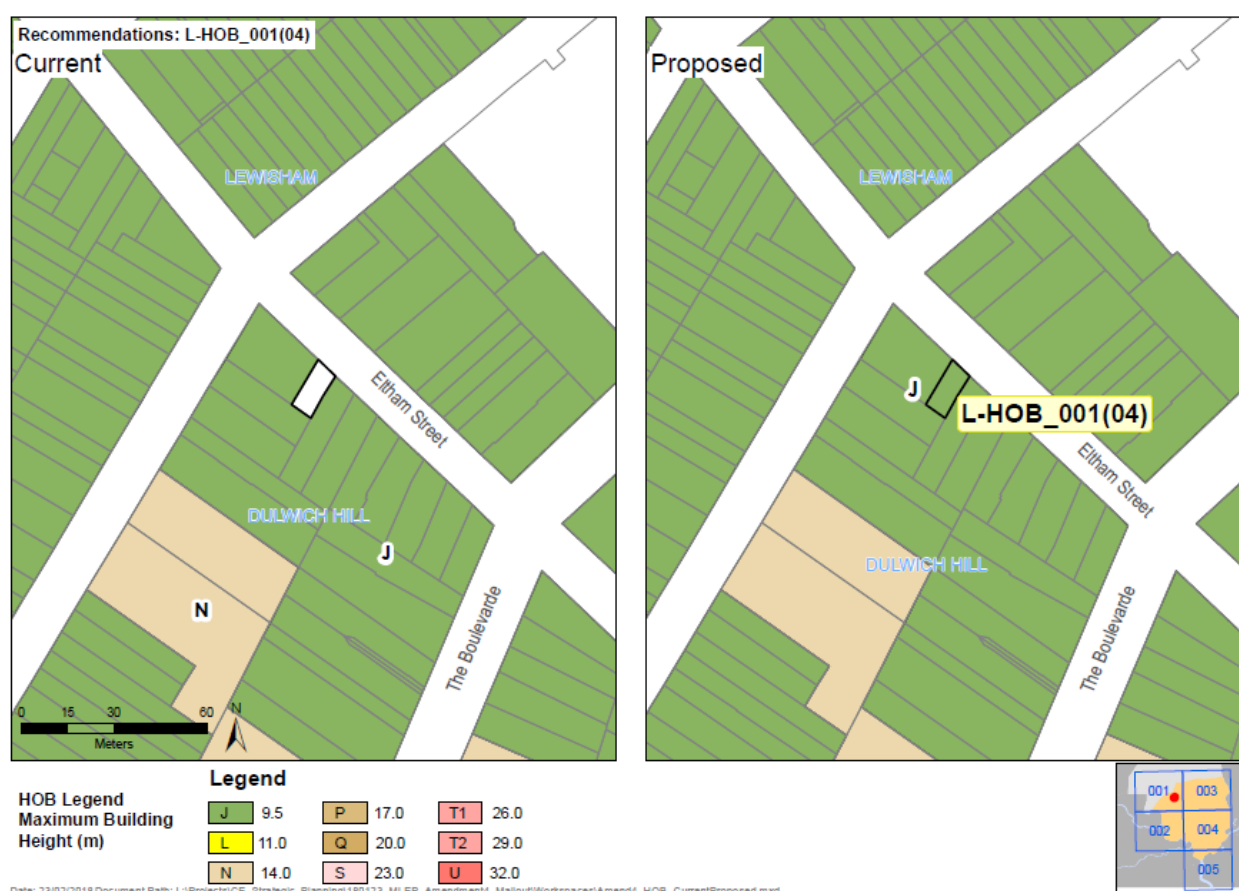 Recommendations: L-HOB_001(04)
Current
LEWISHAM
Eltham Street
DULWICH HILL
J
N
The Boulevarde
0 15 30 60
Meters
N
Proposed
LEWISHAM
J
L-HOB_001(04)
Eltham Street
DULWICH HILL
The Boulevarde
HOB Legend
Maximum Building
Height (m)
Legend
J 9.5
L 11.0
N 14.0
P 17.0
Q 20.0
S 23.0
T1 26.0
T2 29.0
U 32.0
001 003
002 004
005